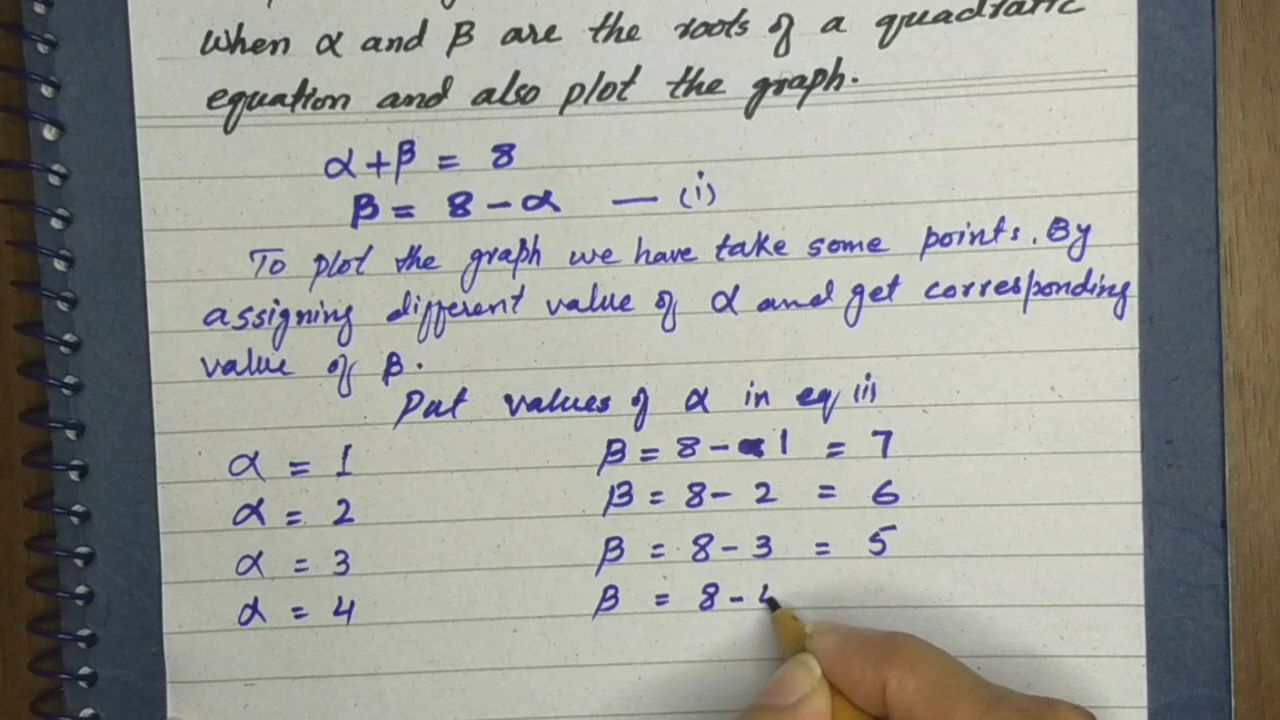 When α and β are the roots of a quadratic
equation and also plot the graph.
α+β = 8
β = 8-α — (i)
To plot the graph we have take some points. By
assigning different value of α and get corresponding
value of β.
Put values of α in eq (i)
α = 1 β = 8- 1 = 7
α = 2 β = 8- 2 = 6
α = 3 β = 8-3 = 5
α = 4 β = 8-4